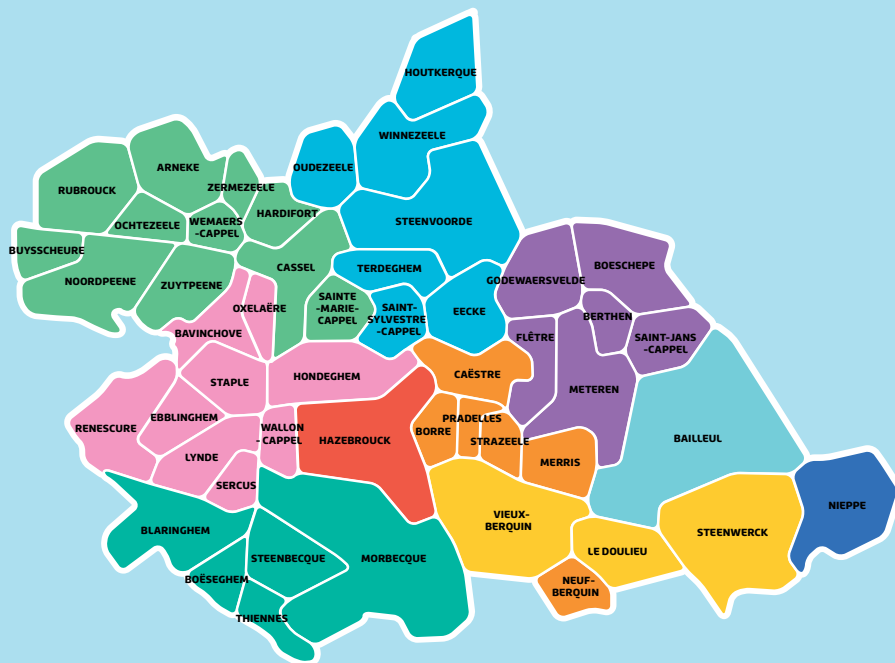 HOUTKERQUE
WINNEZEELE
OUDEZEELE
ARNEKE
ZERMEZEELE
RUBROUCK
HARDIFORT
OCHTEZEELE
WEMAERS
-CAPPEL
STEENVOORDE
BUYSSCHEURE
NOORDPEENE
ZUYTPEENE
CASSEL
TERDEGHEM
GODEWAERSVELDE
BOESCHEPE
OXELAËRE
SAINTE
-MARIE-
CAPPEL
SAINT-
SYLVESTRE
-CAPPEL
EECKE
BERTHEN
BAVINCHOVE
FLÊTRE
SAINT-JANS
-CAPPEL
STAPLE
HONDEGHEM
CAËSTRE
METEREN
RENESCURE
EBBLINGHEM
WALLON
-CAPPEL
HAZEBROUCK
BORRE
PRADELLES
STRAZEELE
BAILLEUL
LYNDE
MERRIS
SERCUS
NIEPPE
BLARINGHEM
VIEUX-
BERQUIN
STEENWERCK
STEENBECQUE
MORBECQUE
LE DOULIEU
BOËSEGHEM
NEUF-
BERQUIN
THIENNES